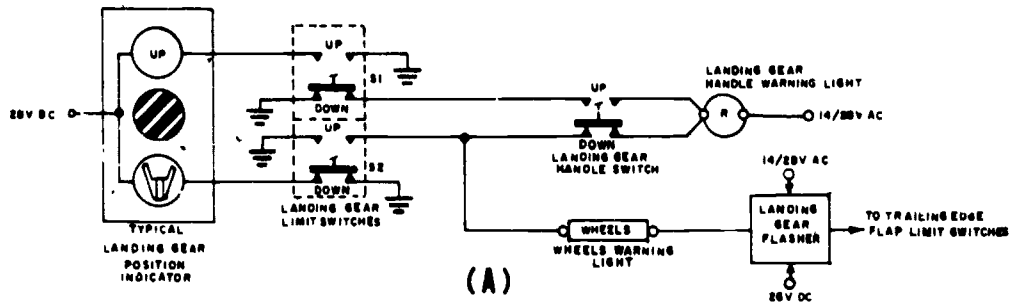 UP
28V DC
TYPICAL
LANDING GEAR
POSITION
INDICATOR
UP
S1
DOWN
UP
S2
DOWN
LANDING GEAR
LIMIT SWITCHES
UP
DOWN
LANDING GEAR
HANDLE SWITCH
LANDING GEAR
HANDLE WARNING LIGHT
R
14/28V AC
WHEELS
WHEELS WARNING
LIGHT
14/28V AC
LANDING
GEAR
FLASHER
TO TRAILING EDGE
FLAP LIMIT SWITCHES
28V DC
(A)